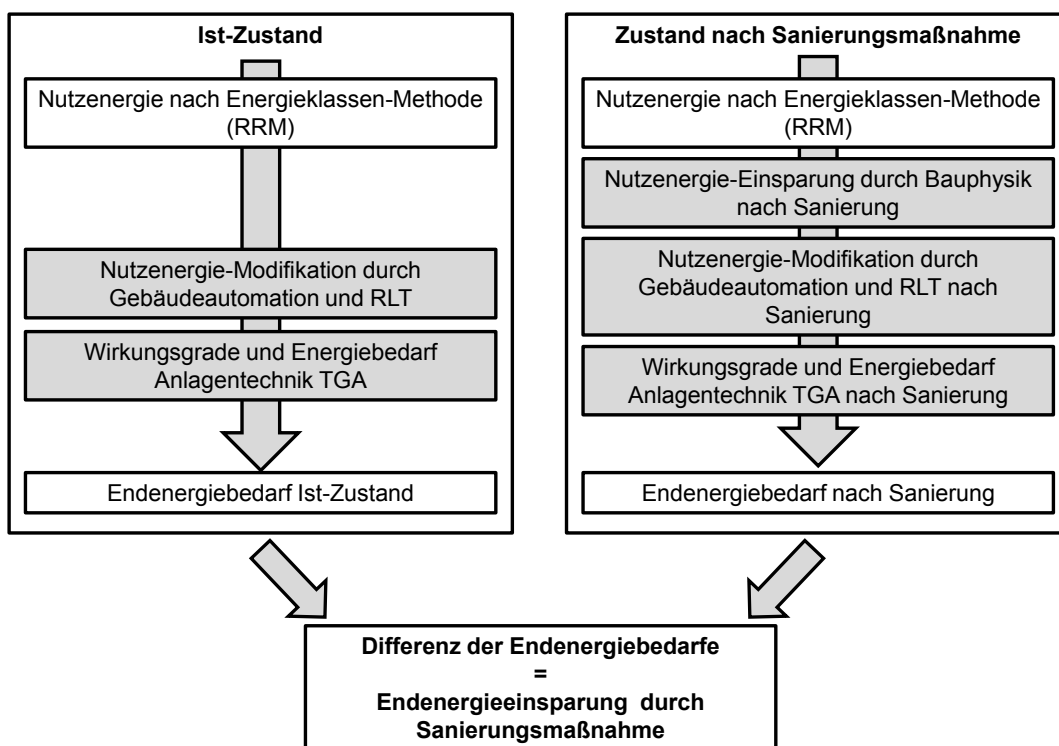 Ist-Zustand
Nutzenergie nach Energieklassen-Methode
(RRM)
Nutzenergie-Modifikation durch
Gebäudeautomation und RLT
Wirkungsgrade und Energiebedarf
Anlagentechnik TGA
Endenergiebedarf Ist-Zustand
Zustand nach Sanierungsmaßnahme
Nutzenergie nach Energieklassen-Methode
(RRM)
Nutzenergie-Einsparung durch Bauphysik
nach Sanierung
Nutzenergie-Modifikation durch
Gebäudeautomation und RLT nach
Sanierung
Wirkungsgrade und Energiebedarf
Anlagentechnik TGA nach Sanierung
Endenergiebedarf nach Sanierung
Differenz der Endenergiebedarfe
=
Endenergieeinsparung durch
Sanierungsmaßnahme